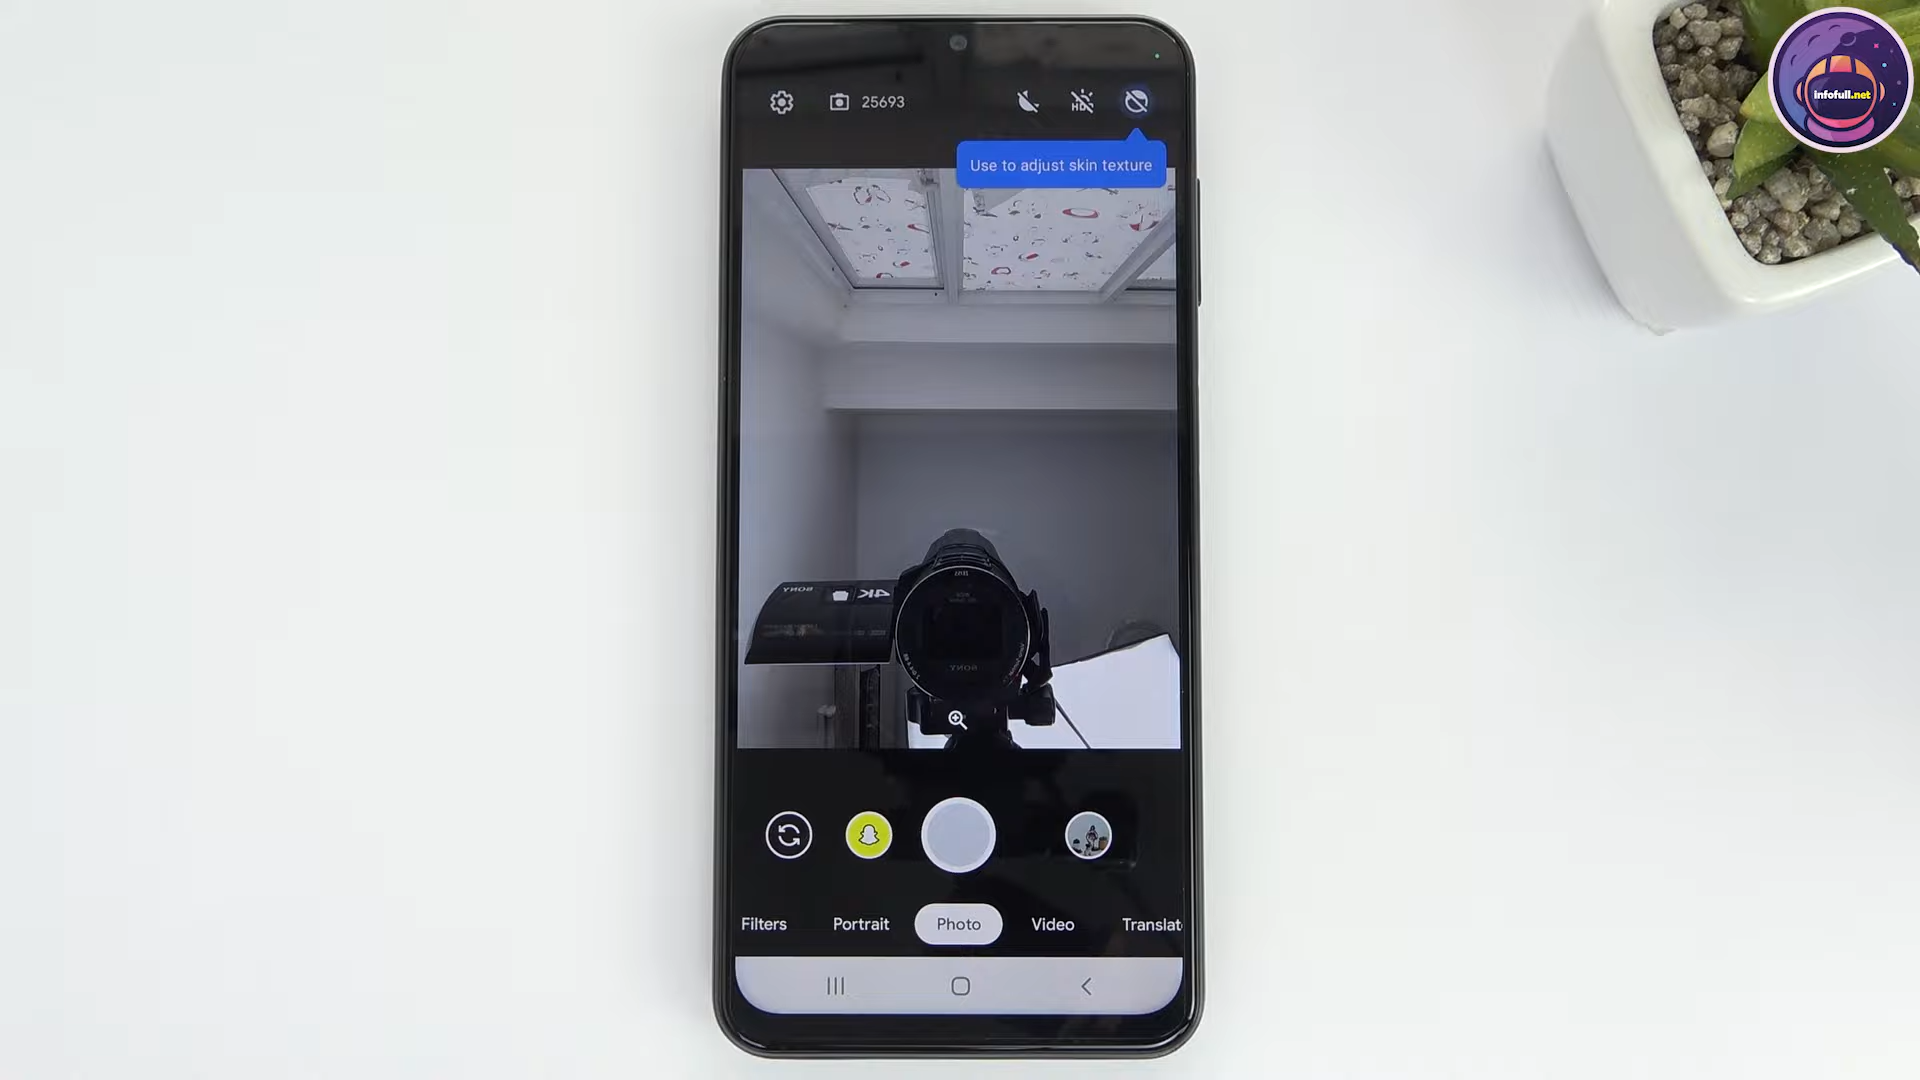 infofull.net
25693
HDR
Use to adjust skin texture
SONY
4K
SONY
Filters
Portrait
Photo
Video
Translat